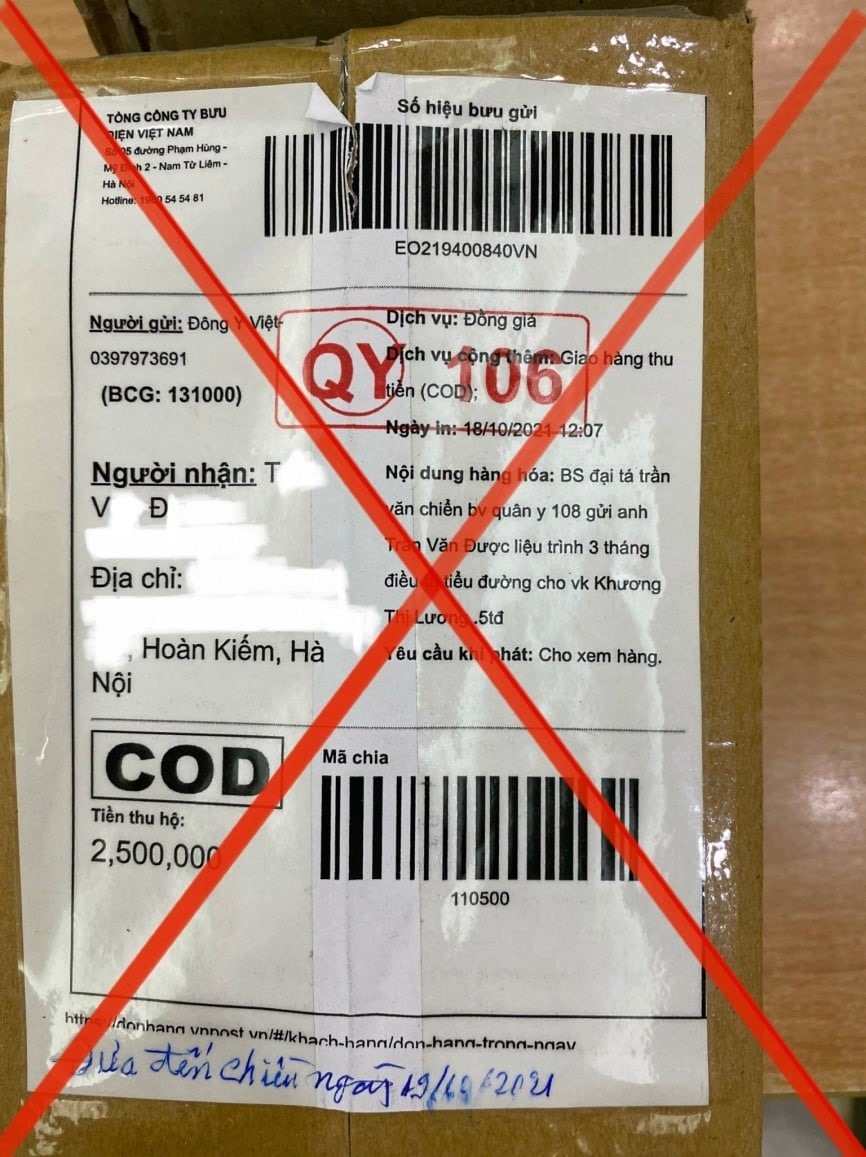 TỔNG CÔNG TY BƯU
ĐIỆN VIỆT NAM
Số 05 đường Phạm Hùng -
Mỹ Đình 2 - Nam Từ Liêm -
Hà Nội
Hotline: 1900 54 54 81
Số hiệu bưu gửi
EO219400840VN
Người gửi: Đông Y Việt-
0397973691
(BCG: 131000)
Dịch vụ: Đồng giá
Dịch vụ cộng thêm: Giao hàng thu
tiền (COD);
Ngày in: 18/10/2021 12:07
QY 106
Người nhận: T
V Đ
Địa chỉ:
, Hoàn Kiếm, Hà
Nội
Nội dung hàng hóa: BS đại tá trần
văn chiển bv quân y 108 gửi anh
Trần Văn Được liệu trình 3 tháng
điều tiểu đường cho vk Khương
Thị Lương .5tđ
Yêu cầu khi phát: Cho xem hàng.
COD
Tiền thu hộ:
2,500,000
Mã chia
110500
https://donhang.vnpost.vn/#/khach-hang/don-hang-trong-ngay
đưa đến chiều ngày 19/10/2021